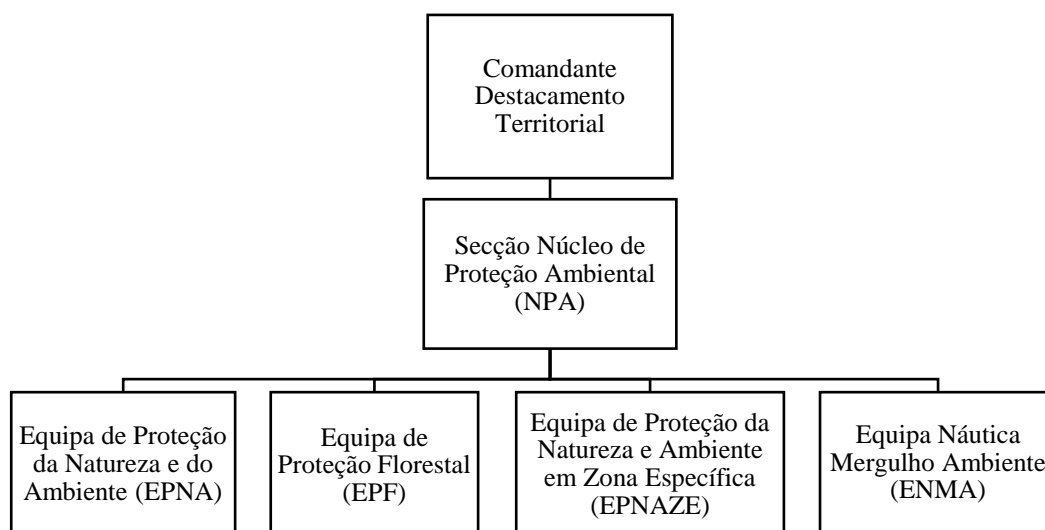 Comandante
Destacamento
Territorial
Secção Núcleo de
Proteção Ambiental
(NPA)
Equipa de Proteção
da Natureza e do
Ambiente (EPNA)
Equipa de
Proteção Florestal
(EPF)
Equipa de Proteção da
Natureza e Ambiente
em Zona Específica
(EPNAZE)
Equipa Náutica
Mergulho Ambiente
(ENMA)